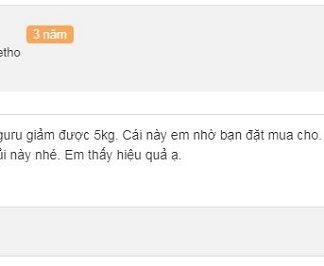 3 năm
etho
guru giảm được 5kg. Cái này em nhờ bạn đặt mua cho.
ùi này nhé. Em thấy hiệu quả ạ.